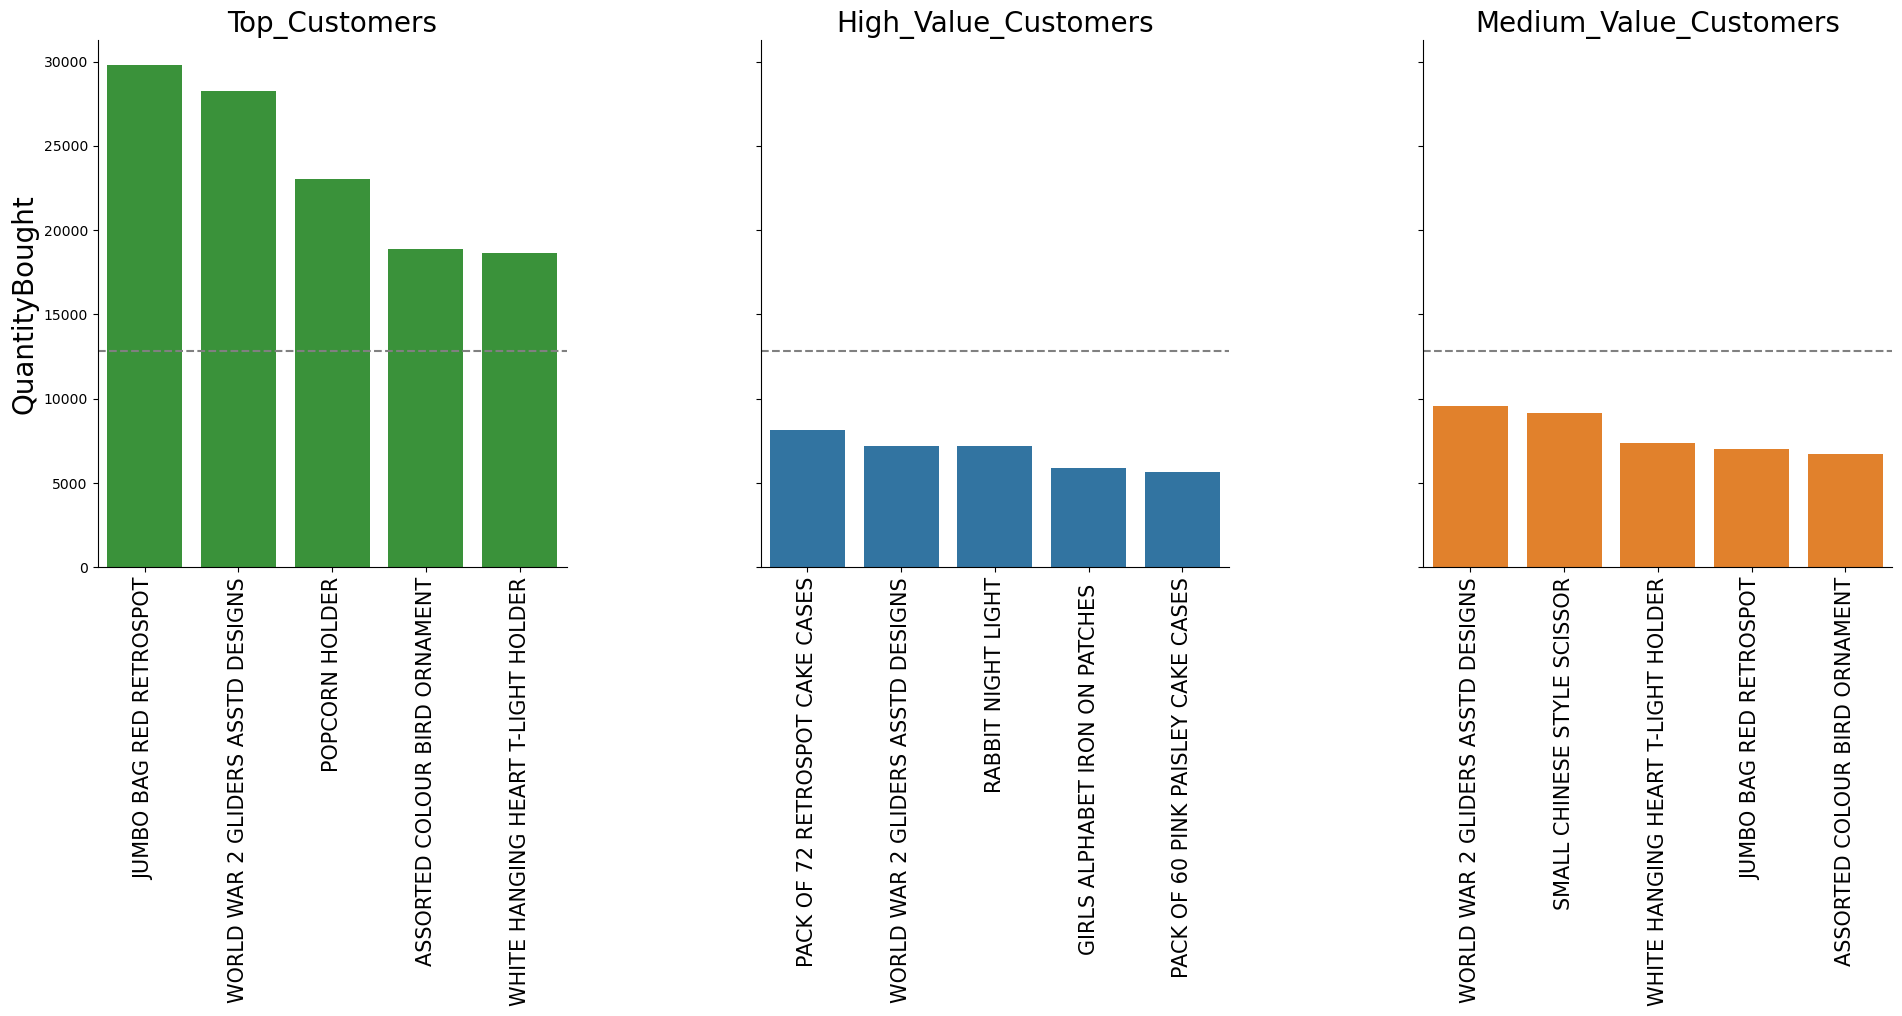 Top_Customers
High_Value_Customers
Medium_Value_Customers
QuantityBought
30000
25000
20000
15000
10000
5000
0
JUMBO BAG RED RETROSPOT
WORLD WAR 2 GLIDERS ASSTD DESIGNS
POPCORN HOLDER
ASSORTED COLOUR BIRD ORNAMENT
WHITE HANGING HEART T-LIGHT HOLDER
PACK OF 72 RETROSPOT CAKE CASES
WORLD WAR 2 GLIDERS ASSTD DESIGNS
RABBIT NIGHT LIGHT
GIRLS ALPHABET IRON ON PATCHES
PACK OF 60 PINK PAISLEY CAKE CASES
WORLD WAR 2 GLIDERS ASSTD DESIGNS
SMALL CHINESE STYLE SCISSOR
WHITE HANGING HEART T-LIGHT HOLDER
JUMBO BAG RED RETROSPOT
ASSORTED COLOUR BIRD ORNAMENT